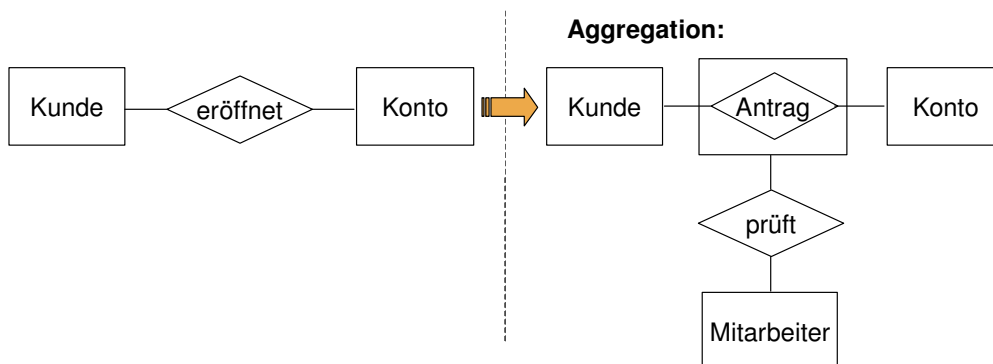 Aggregation:
Kunde
eröffnet
Konto
Kunde
Antrag
Konto
prüft
Mitarbeiter